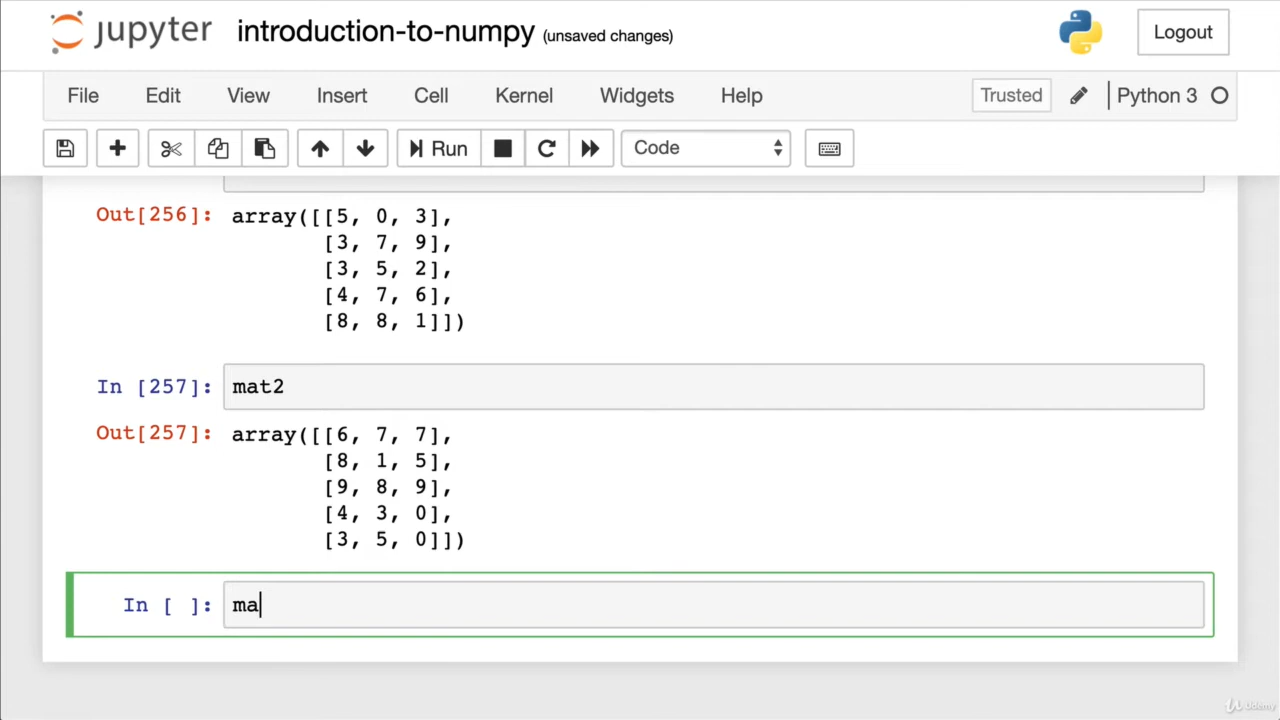 jupyter introduction-to-numpy (unsaved changes) Logout
File Edit View Insert Cell Kernel Widgets Help Trusted Python 3
Run Code
Out[256]: array([[5, 0, 3],
[3, 7, 9],
[3, 5, 2],
[4, 7, 6],
[8, 8, 1]])
In [257]: mat2
Out[257]: array([[6, 7, 7],
[8, 1, 5],
[9, 8, 9],
[4, 3, 0],
[3, 5, 0]])
In [ ]: ma
Udemy